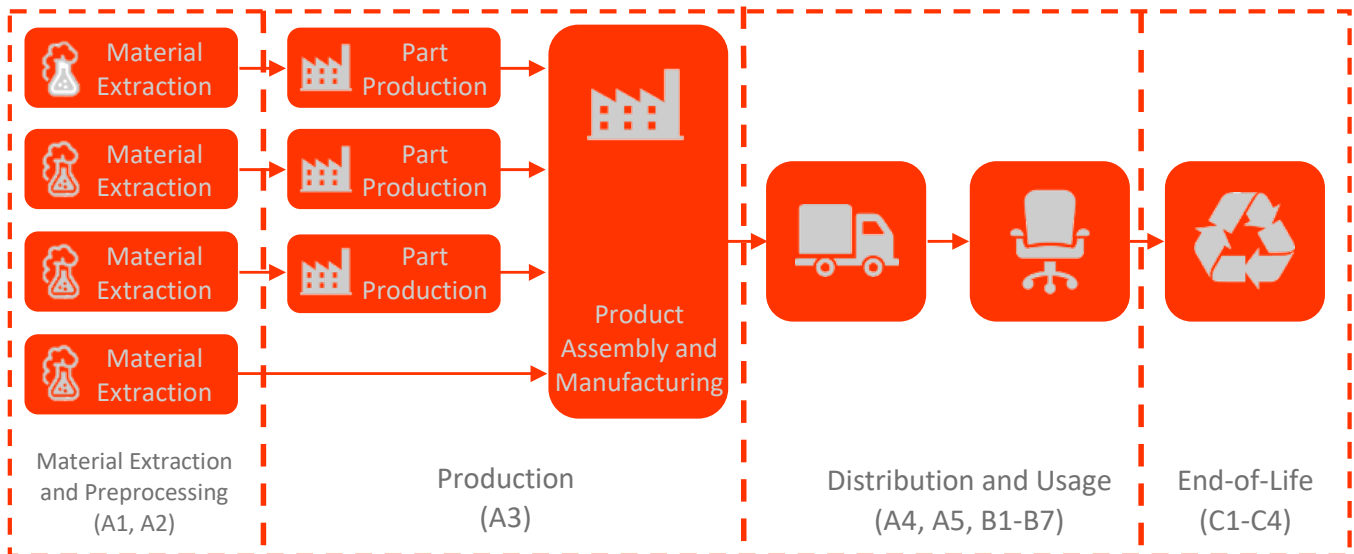 Material
Extraction
Part
Production
Material
Extraction
Part
Production
Material
Extraction
Part
Production
Material
Extraction
Product
Assembly and
Manufacturing
Material Extraction
and Preprocessing
(A1, A2)
Production
(A3)
Distribution and Usage
(A4, A5, B1-B7)
End-of-Life
(C1-C4)